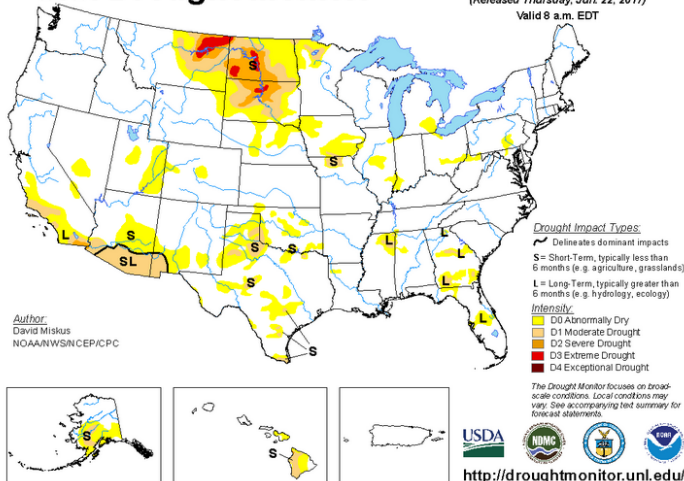 (Released Thursday, Jun. 22, 2017)
Valid 8 a.m. EDT
S
S
L
S
SL
S
S
S
S
L
L
L
L
L
Drought Impact Types:
Delineates dominant impacts
S = Short-Term, typically less than
6 months (e.g. agriculture, grasslands)
L = Long-Term, typically greater than
6 months (e.g. hydrology, ecology)
Intensity:
D0 Abnormally Dry
D1 Moderate Drought
D2 Severe Drought
D3 Extreme Drought
D4 Exceptional Drought
Author:
David Miskus
NOAA/NWS/NCEP/CPC
The Drought Monitor focuses on broad-
scale conditions. Local conditions may
vary. See accompanying text summary for
forecast statements.
S
S
USDA
NDMC
NOAA
http://droughtmonitor.unl.edu/